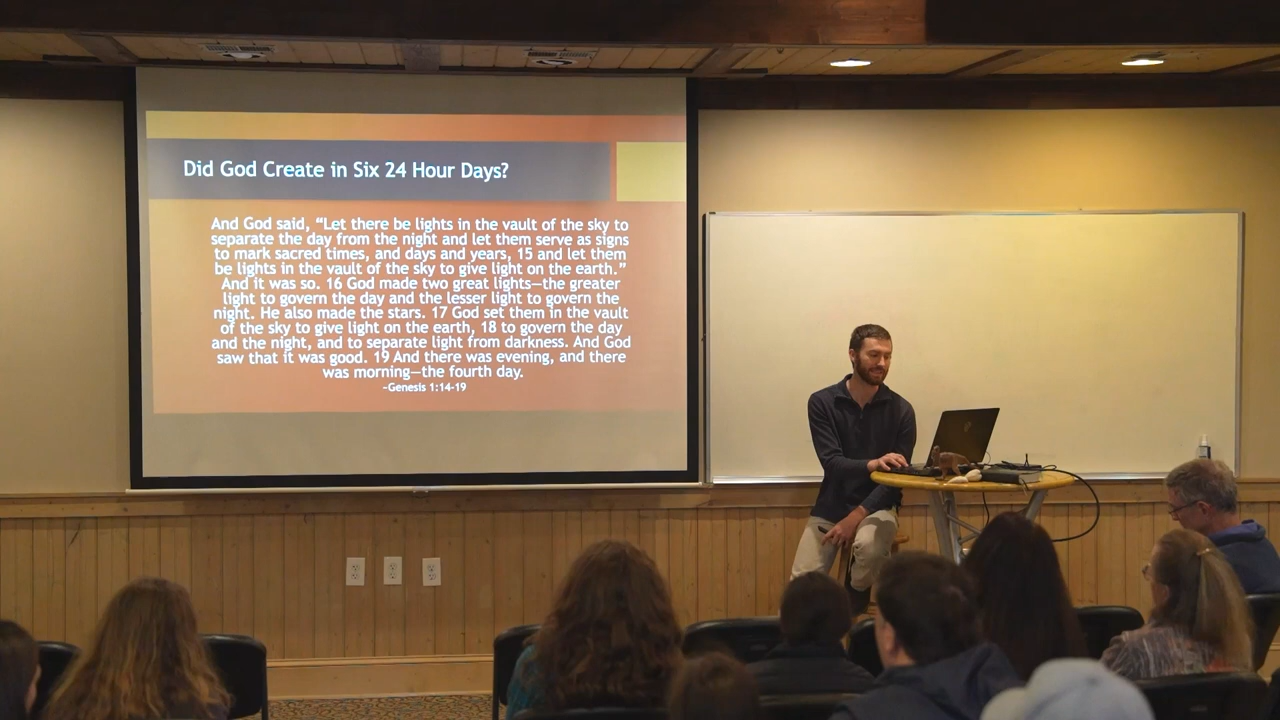 Did God Create in Six 24 Hour Days?
And God said, “Let there be lights in the vault of the sky to
separate the day from the night and let them serve as signs
to mark sacred times, and days and years, 15 and let them
be lights in the vault of the sky to give light on the earth.”
And it was so. 16 God made two great lights—the greater
light to govern the day and the lesser light to govern the
night. He also made the stars. 17 God set them in the vault
of the sky to give light on the earth, 18 to govern the day
and the night, and to separate light from darkness. And God
saw that it was good. 19 And there was evening, and there
was morning—the fourth day.
~Genesis 1:14-19